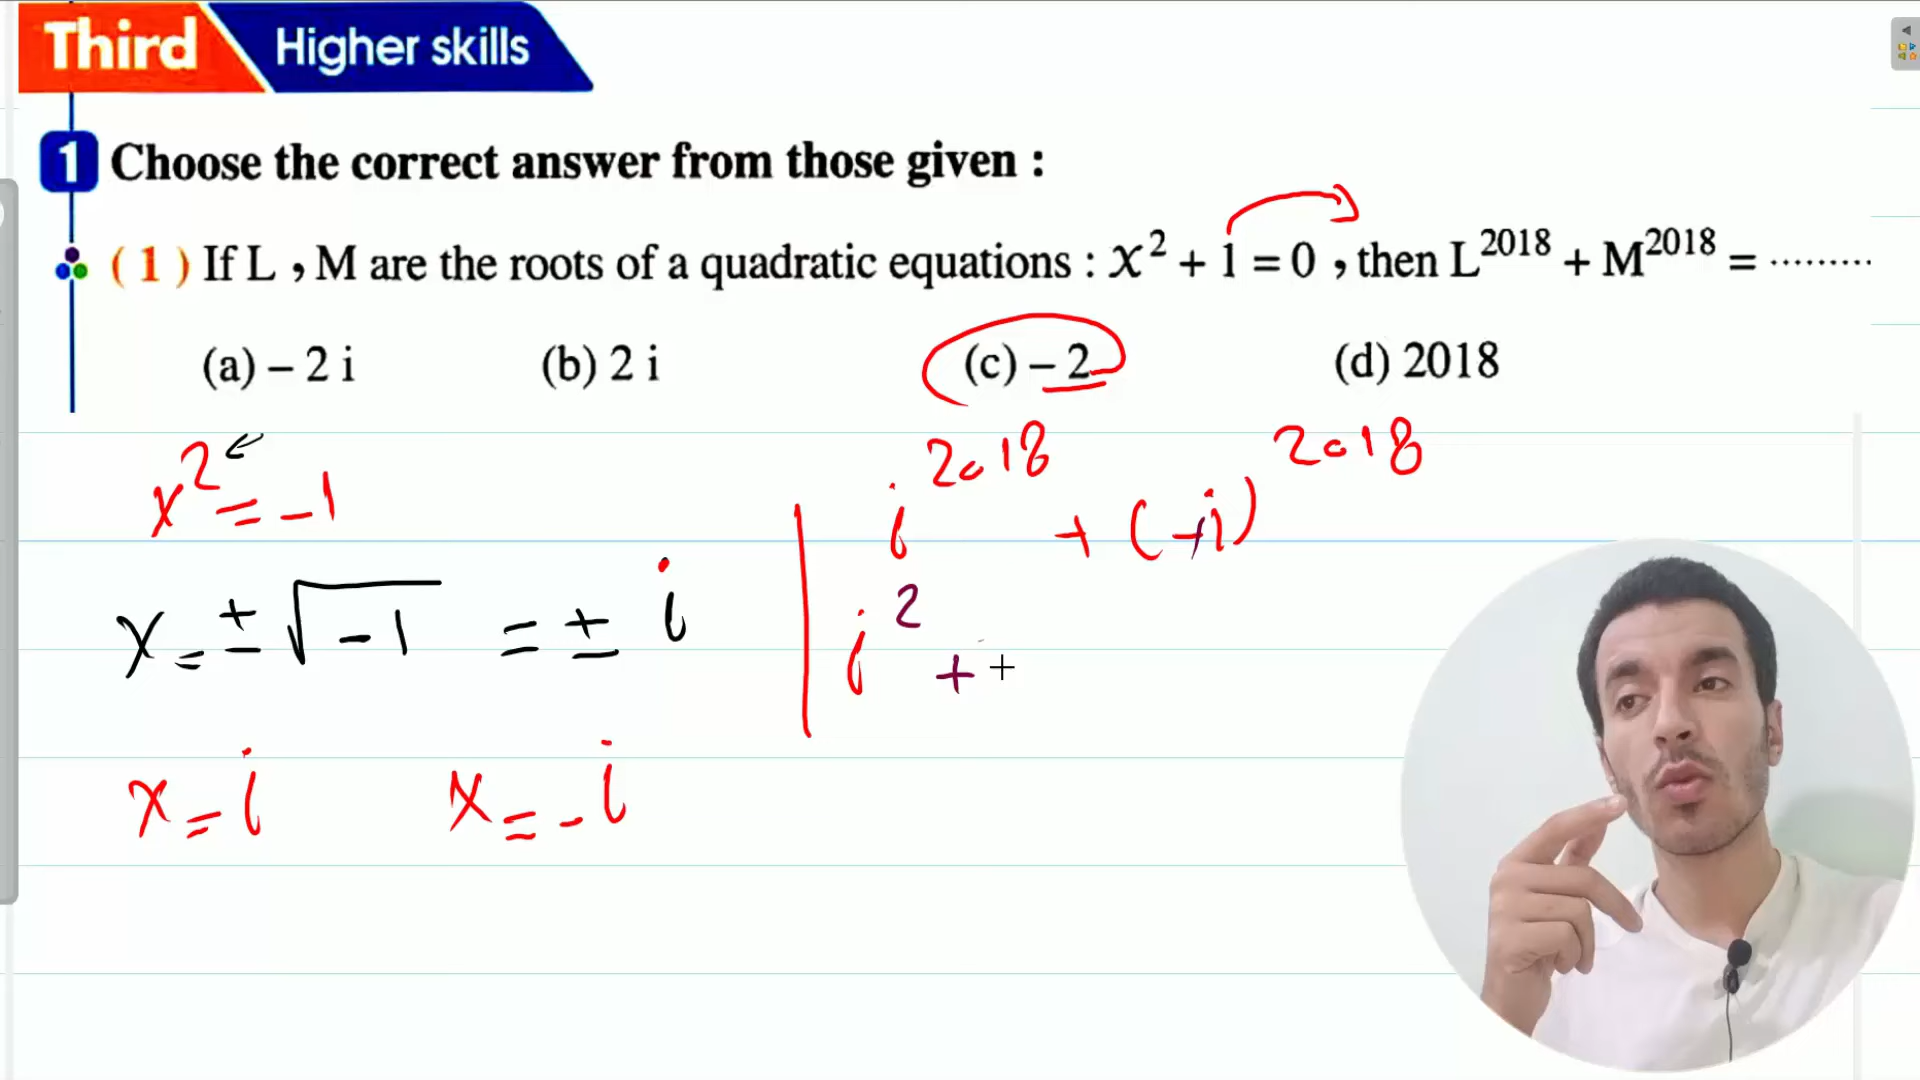 Third Higher skills
1 Choose the correct answer from those given :
( 1 ) If L , M are the roots of a quadratic equations : x² + 1 = 0 , then L²⁰¹⁸ + M²⁰¹⁸ = .........
(a) – 2 i (b) 2 i (c) – 2 (d) 2018
x² = -1
i²⁰¹⁸ + (-i)²⁰¹⁸
x = ± √-1 = ± i
i² +
x = i x = -i